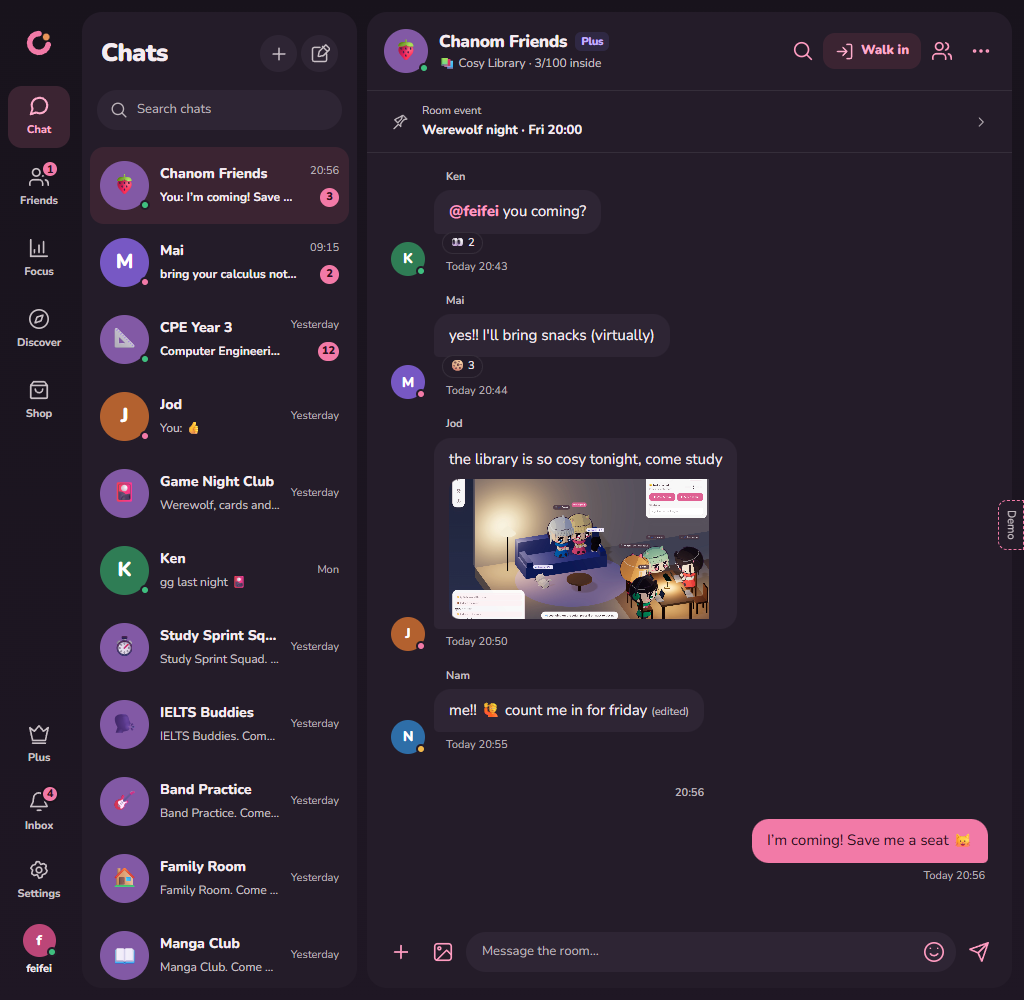 Chat
1
Friends
Focus
Discover
Shop
Plus
4
Inbox
Settings
f
feifei
Chats
Search chats
Chanom Friends
20:56
You: I'm coming! Save ...
3
M
Mai
09:15
bring your calculus not...
2
CPE Year 3
Yesterday
Computer Engineeri...
12
J
Jod
Yesterday
You: 👍
Game Night Club
Yesterday
Werewolf, cards and...
K
Ken
Mon
gg last night 🎴
Study Sprint Sq...
Yesterday
Study Sprint Squad. ...
IELTS Buddies
Yesterday
IELTS Buddies. Com...
Band Practice
Yesterday
Band Practice. Come...
Family Room
Yesterday
Family Room. Come ...
Manga Club
Yesterday
Manga Club. Come ...
Chanom Friends Plus
📚 Cosy Library · 3/100 inside
Walk in
Room event
Werewolf night · Fri 20:00
Ken
@feifei you coming?
👀 2
K
Today 20:43
Mai
yes!! I'll bring snacks (virtually)
🍪 3
M
Today 20:44
Jod
the library is so cosy tonight, come study
J
Today 20:50
Nam
me!! 🙋 count me in for friday (edited)
N
Today 20:55
20:56
I'm coming! Save me a seat 😺
Today 20:56
Message the room...
Demo